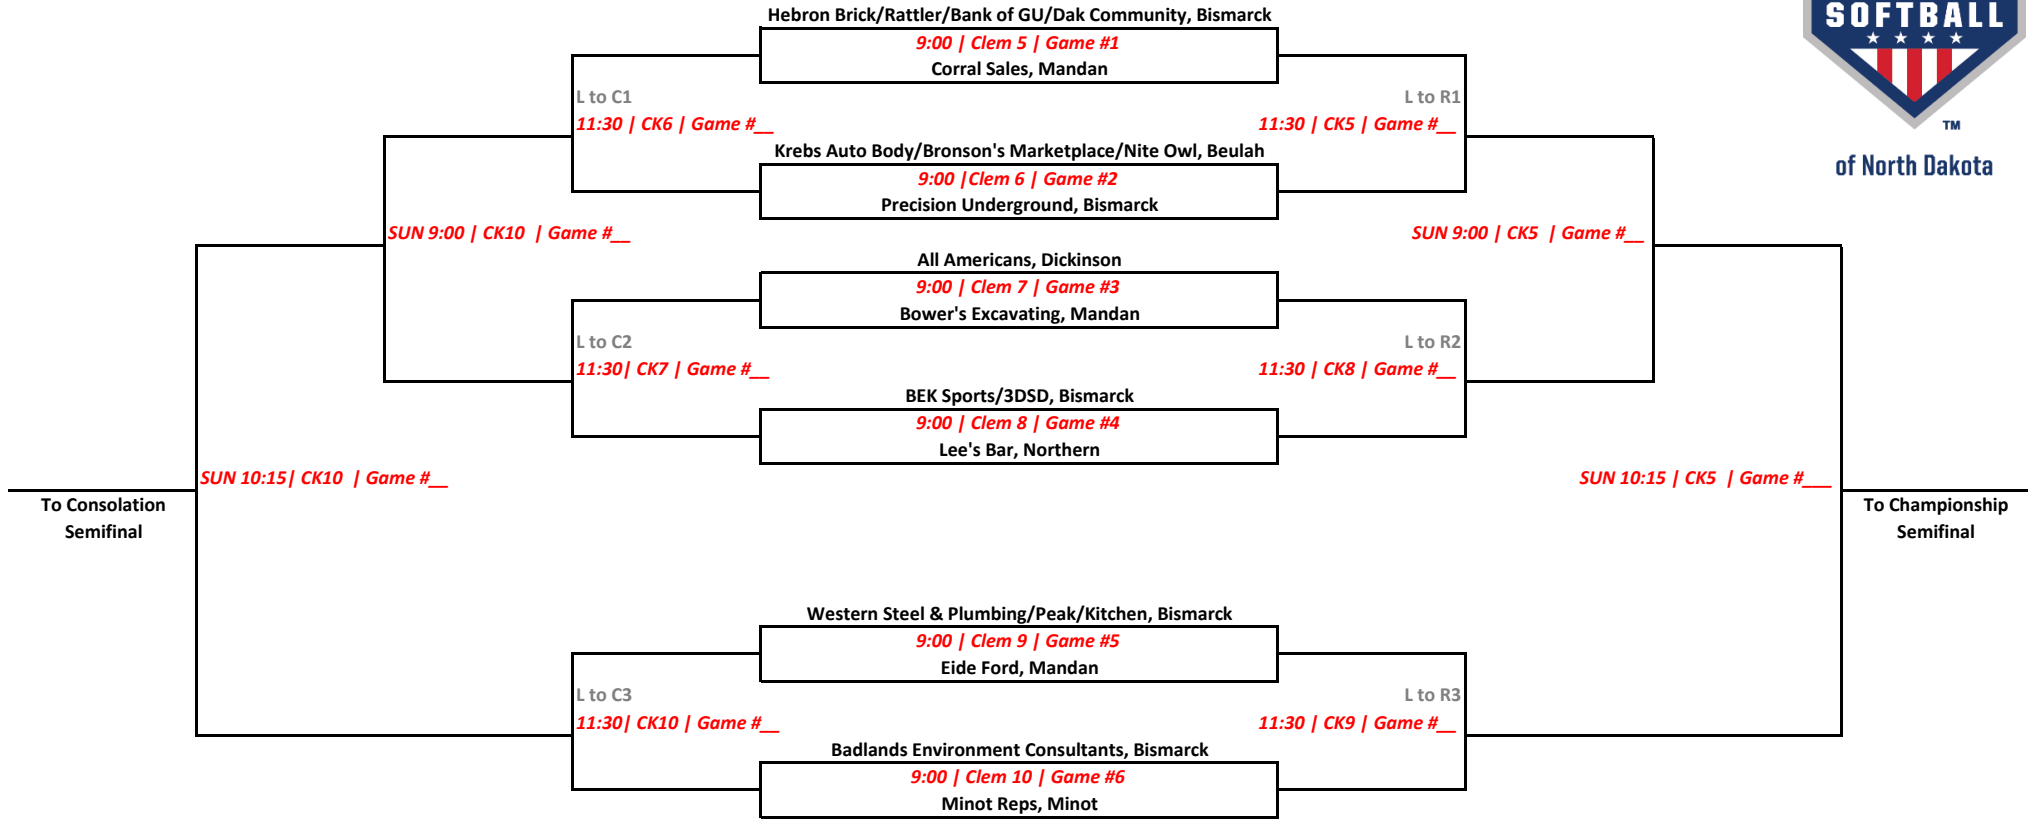 SOFTBALL
TM
of North Dakota
Hebron Brick/Rattler/Bank of GU/Dak Community, Bismarck
9:00 | Clem 5 | Game #1
Corral Sales, Mandan
L to C1
L to R1
11:30 | CK6 | Game #__
11:30 | CK5 | Game #__
Krebs Auto Body/Bronson's Marketplace/Nite Owl, Beulah
9:00 |Clem 6 | Game #2
Precision Underground, Bismarck
SUN 9:00 | CK10 | Game #__
SUN 9:00 | CK5 | Game #__
All Americans, Dickinson
9:00 | Clem 7 | Game #3
Bower's Excavating, Mandan
L to C2
L to R2
11:30| CK7 | Game #__
11:30 | CK8 | Game #__
BEK Sports/3DSD, Bismarck
9:00 | Clem 8 | Game #4
Lee's Bar, Northern
SUN 10:15| CK10 | Game #__
SUN 10:15 | CK5 | Game #___
To Consolation
Semifinal
To Championship
Semifinal
Western Steel & Plumbing/Peak/Kitchen, Bismarck
9:00 | Clem 9 | Game #5
Eide Ford, Mandan
L to C3
L to R3
11:30| CK10 | Game #__
11:30 | CK9 | Game #__
Badlands Environment Consultants, Bismarck
9:00 | Clem 10 | Game #6
Minot Reps, Minot